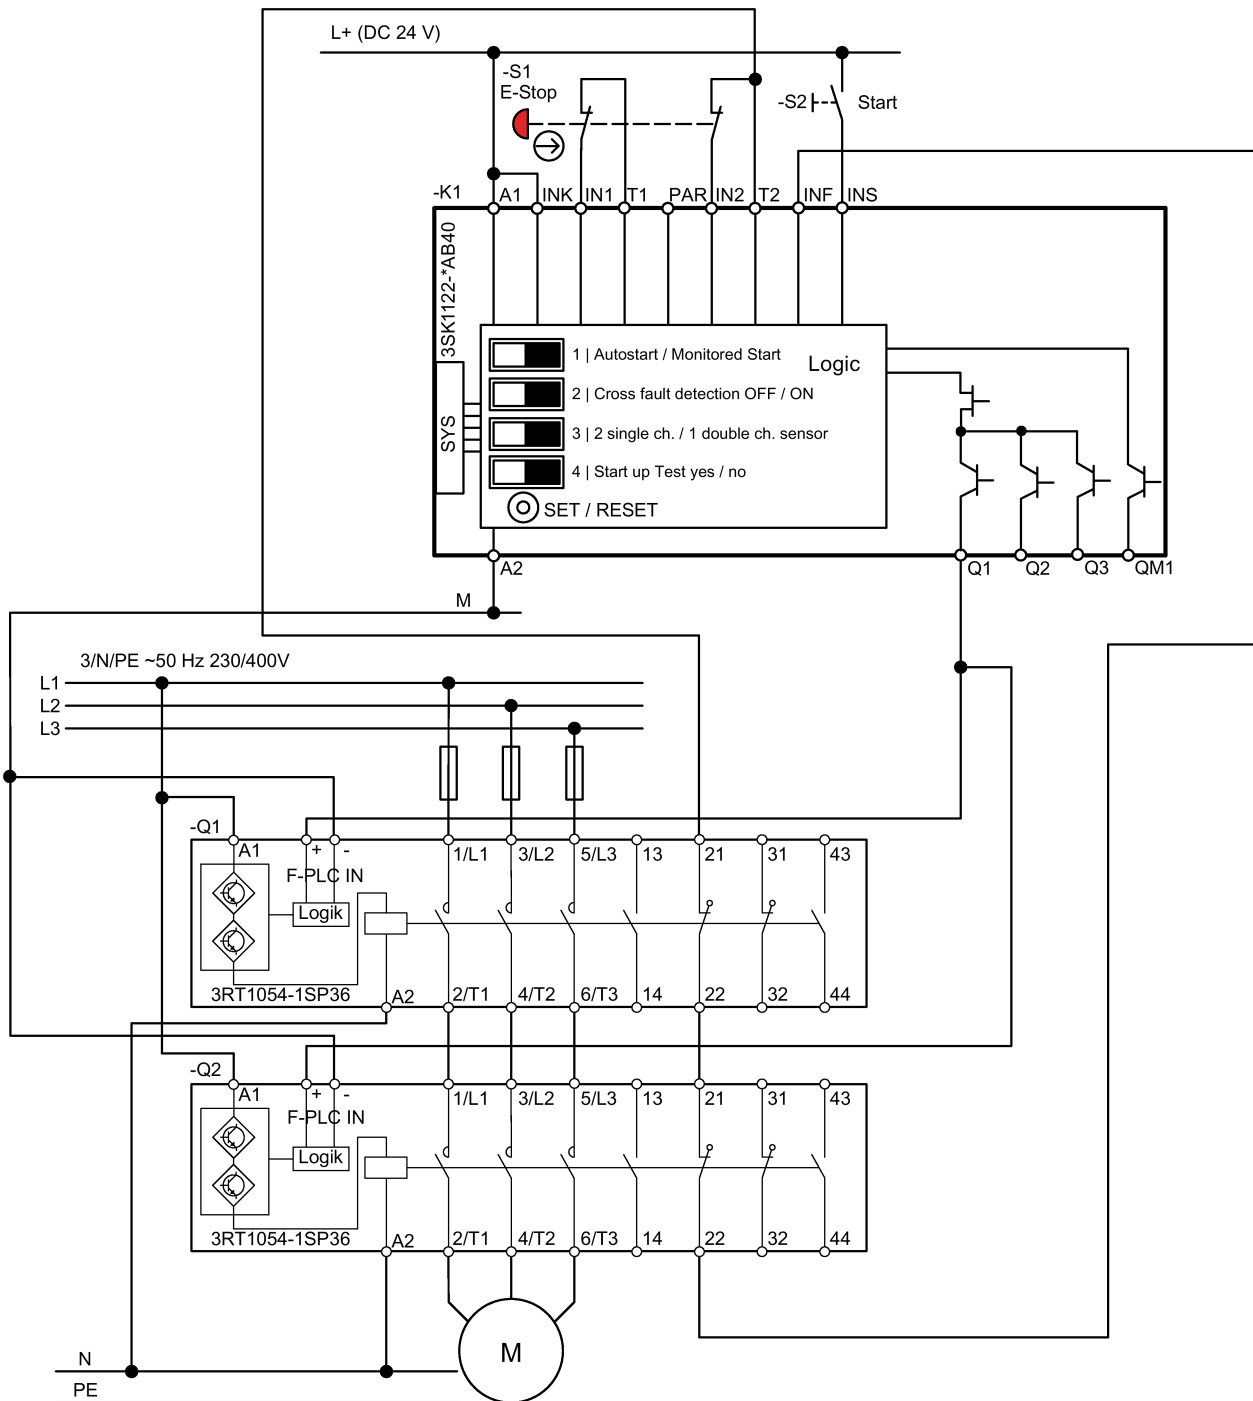 L+ (DC 24 V)
-S1
E-Stop
-S2
Start
-K1
A1
INK
IN1
T1
PAR
IN2
T2
INF
INS
3SK1122-*AB40
SYS
1 | Autostart / Monitored Start
Logic
2 | Cross fault detection OFF / ON
3 | 2 single ch. / 1 double ch. sensor
4 | Start up Test yes / no
SET / RESET
A2
Q1
Q2
Q3
QM1
M
3/N/PE ~50 Hz 230/400V
L1
L2
L3
-Q1
A1
+
-
1/L1
3/L2
5/L3
13
21
31
43
F-PLC IN
Logik
3RT1054-1SP36
A2
2/T1
4/T2
6/T3
14
22
32
44
-Q2
A1
+
-
1/L1
3/L2
5/L3
13
21
31
43
F-PLC IN
Logik
3RT1054-1SP36
A2
2/T1
4/T2
6/T3
14
22
32
44
M
N
PE